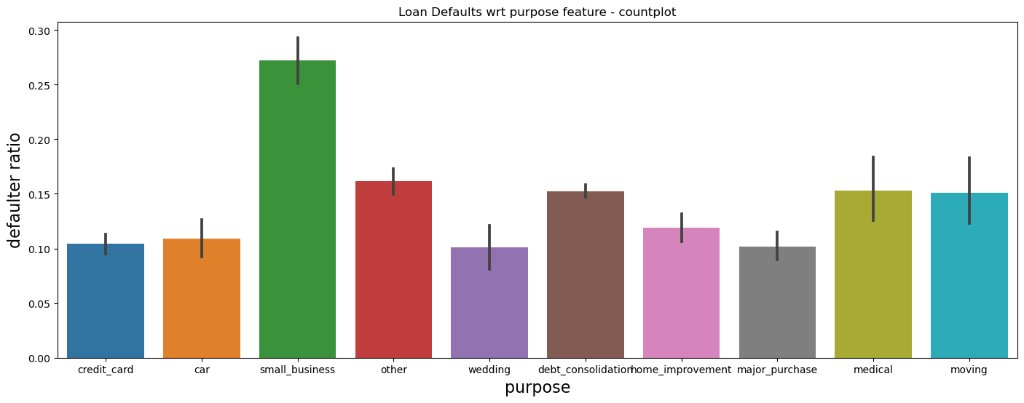 Loan Defaults wrt purpose feature - countplot
defaulter ratio
0.30
0.25
0.20
0.15
0.10
0.05
0.00
credit_card car small_business other wedding debt_consolidation home_improvement major_purchase medical moving
purpose